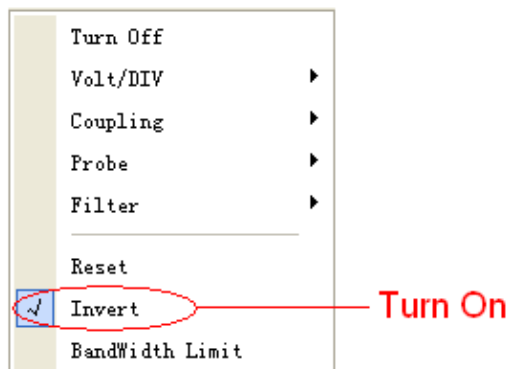 Turn Off
Volt/DIV
Coupling
Probe
Filter
Reset
Invert
Turn On
BandWidth Limit